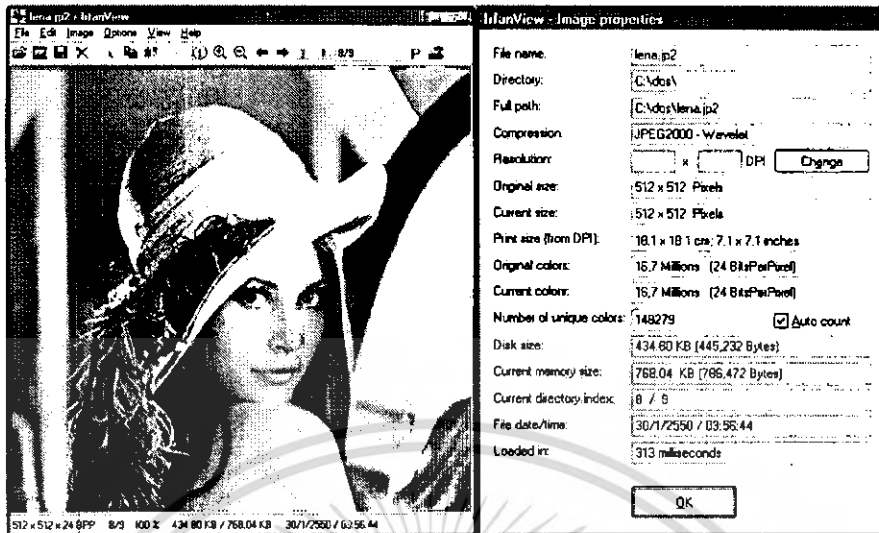 lena.jp2 - IrfanView
File Edit Image Options View Help
8/9
512 x 512 x 24 BPP 8/9 100 % 434.80 KB / 768.04 KB 30/1/2550 / 03:56:44
IrfanView - Image properties
File name: lena.jp2
Directory: C:\dos\
Full path: C:\dos\lena.jp2
Compression: JPEG2000 - Wavelet
Resolution: x DPI Change
Original size: 512 x 512 Pixels
Current size: 512 x 512 Pixels
Print size (from DPI): 18.1 x 18.1 cm; 7.1 x 7.1 inches
Original colors: 16,7 Millions (24 BitsPerPixel)
Current colors: 16,7 Millions (24 BitsPerPixel)
Number of unique colors: 148279 Auto count
Disk size: 434.80 KB (445,232 Bytes)
Current memory size: 768.04 KB (786,472 Bytes)
Current directory index: 8 / 9
File date/time: 30/1/2550 / 03:56:44
Loaded in: 313 milliseconds
OK